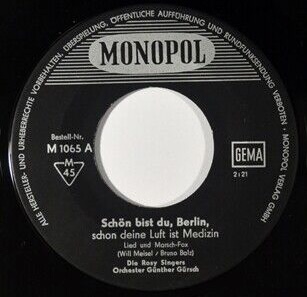 ALLE HERSTELLER- UND URHEBERRECHTE VORBEHALTEN. ÜBERSPIELUNG, ÖFFENTLICHE AUFFÜHRUNG UND RUNDFUNKSENDUNG VERBOTEN • MONOPOL VERLAG GMBH •
MONOPOL
Bestell-Nr.
M 1065 A
M
45
GEMA
2:21
Schön bist du, Berlin,
schon deine Luft ist Medizin
Lied und Marsch-Fox
(Will Meisel / Bruno Balz)
Die Rosy Singers
Orchester Günther Gürsch